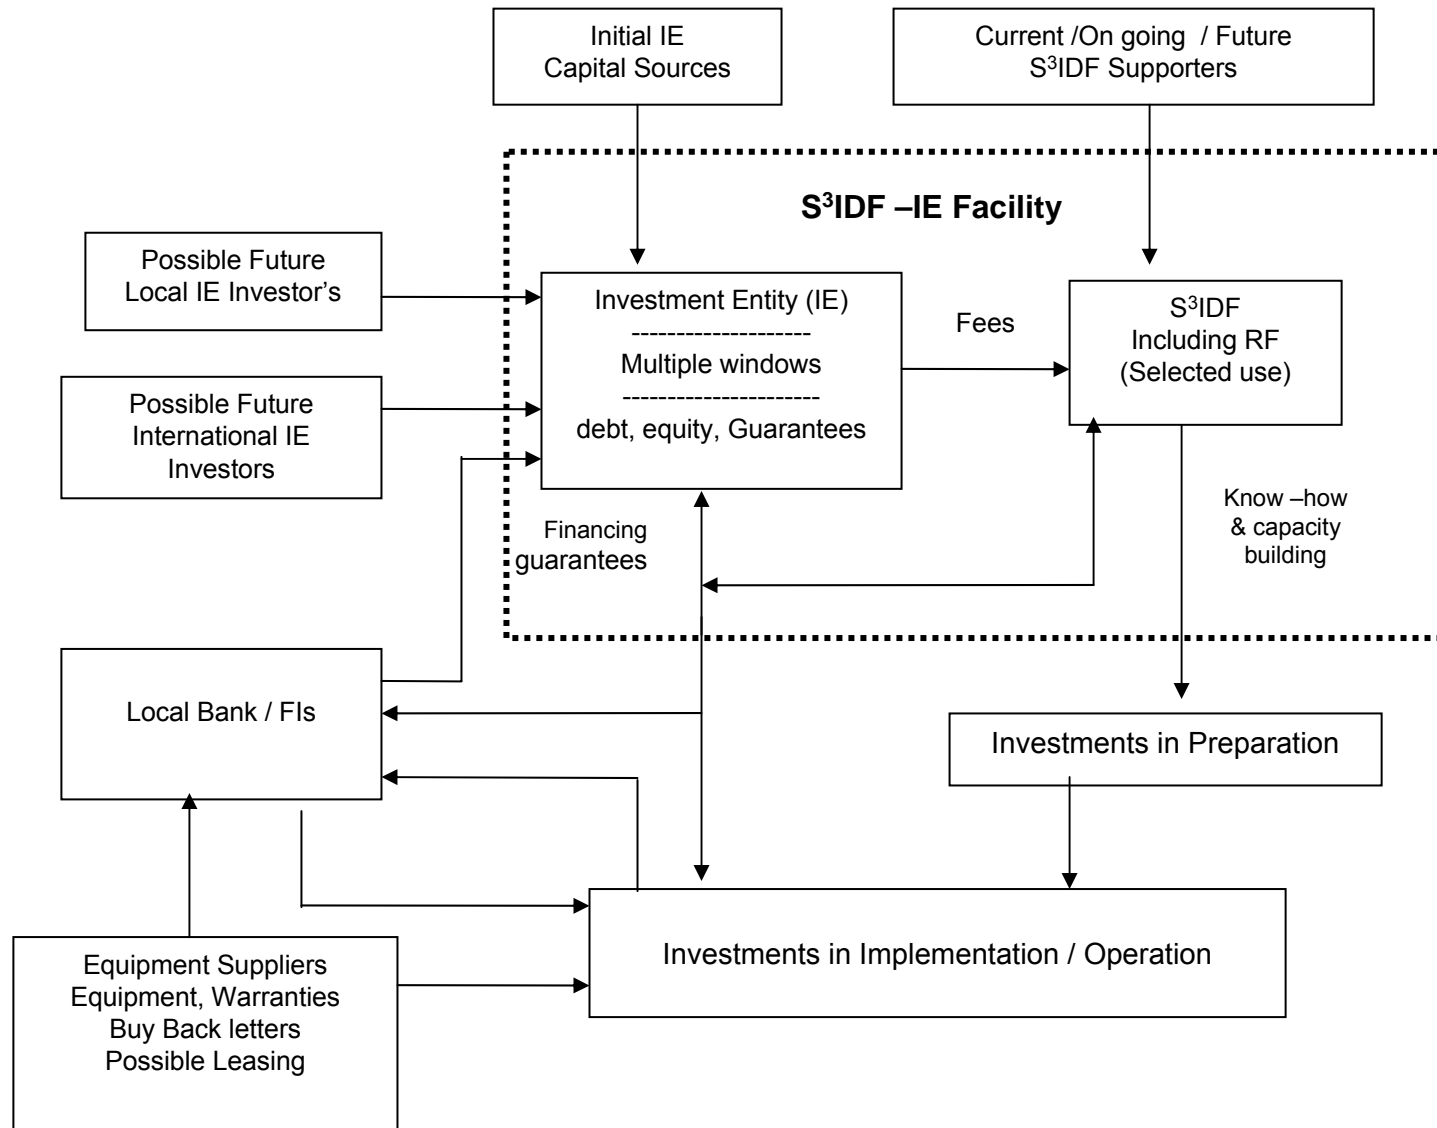 Initial IE
Capital Sources
Current /On going / Future
S³IDF Supporters
S³IDF –IE Facility
Possible Future
Local IE Investor’s
Investment Entity (IE)
--------------------
Multiple windows
----------------------
debt, equity, Guarantees
Fees
S³IDF
Including RF
(Selected use)
Possible Future
International IE
Investors
Financing
guarantees
Know –how
& capacity
building
Local Bank / FIs
Investments in Preparation
Investments in Implementation / Operation
Equipment Suppliers
Equipment, Warranties
Buy Back letters
Possible Leasing